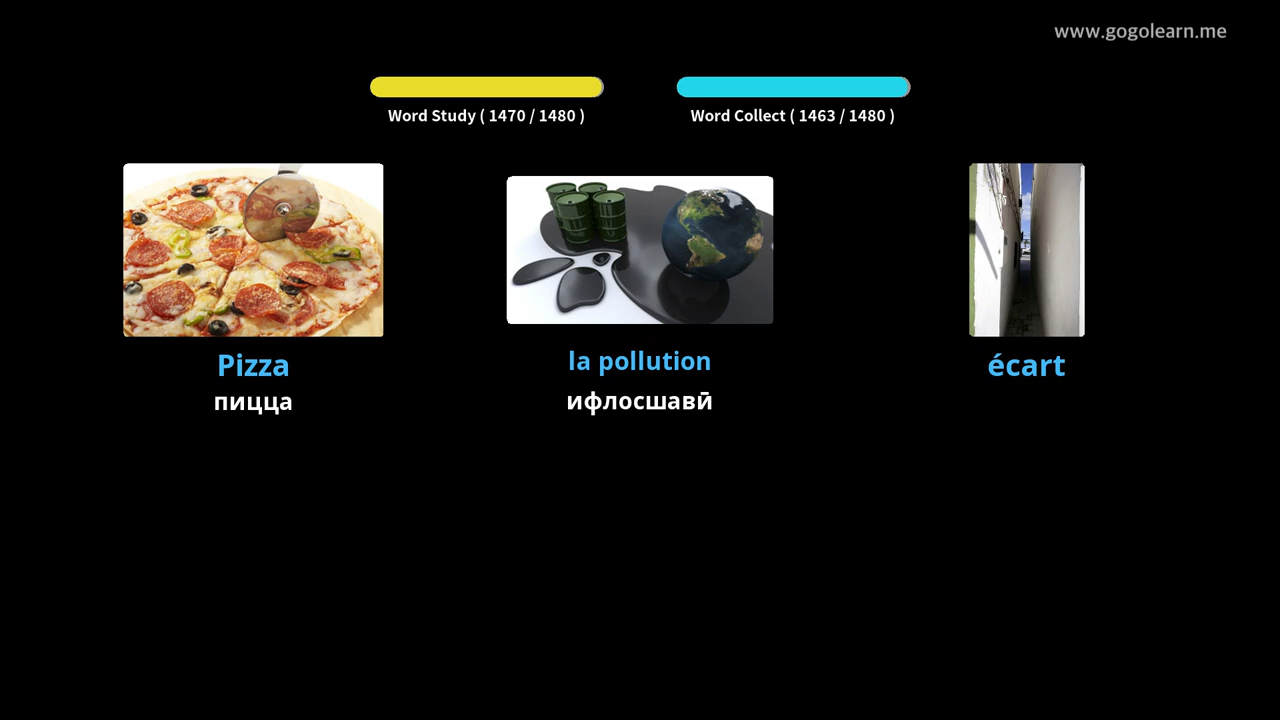 www.gogolearn.me
Word Study ( 1470 / 1480 )
Word Collect ( 1463 / 1480 )
Pizza
пицца
la pollution
ифлосшавӣ
écart